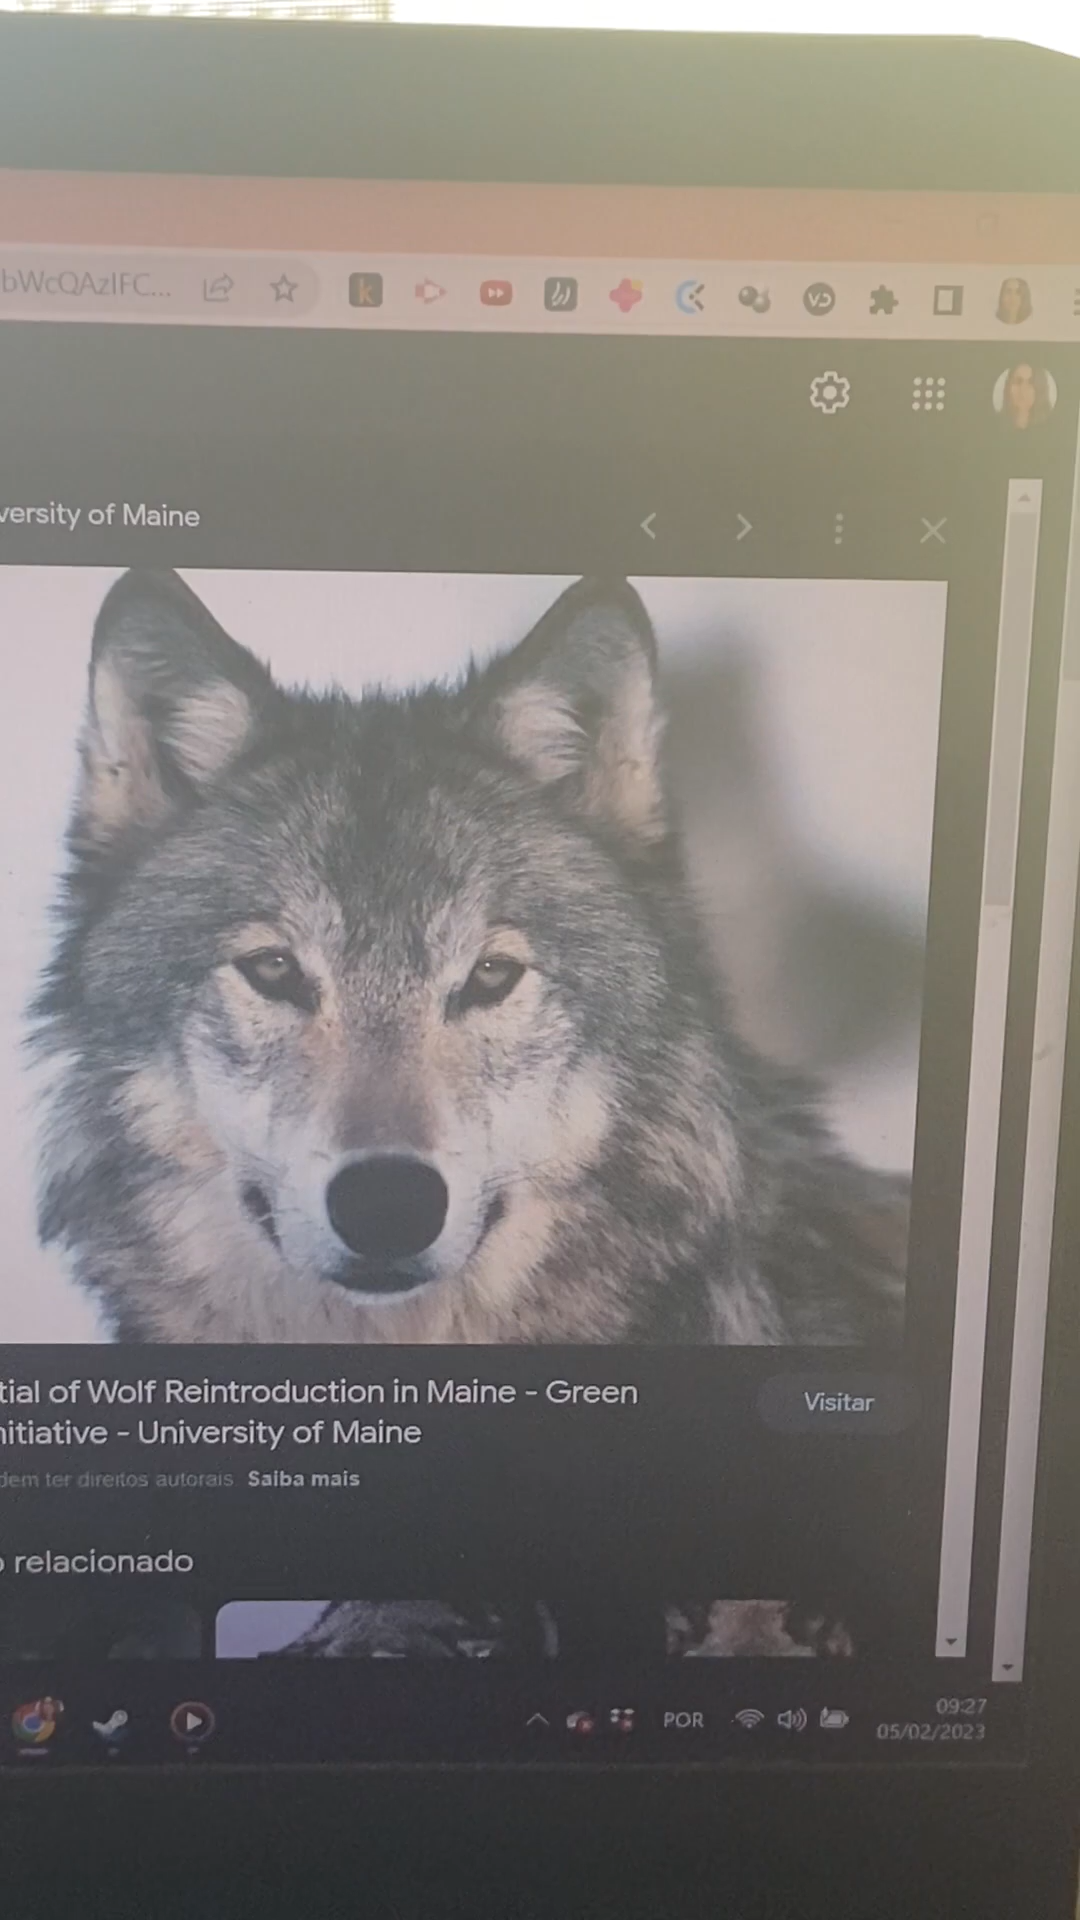 bWcQAzIFC...
versity of Maine
tial of Wolf Reintroduction in Maine - Green
nitiative - University of Maine
Visitar
dem ter direitos autorais Saiba mais
o relacionado
POR
09:27
05/02/2023